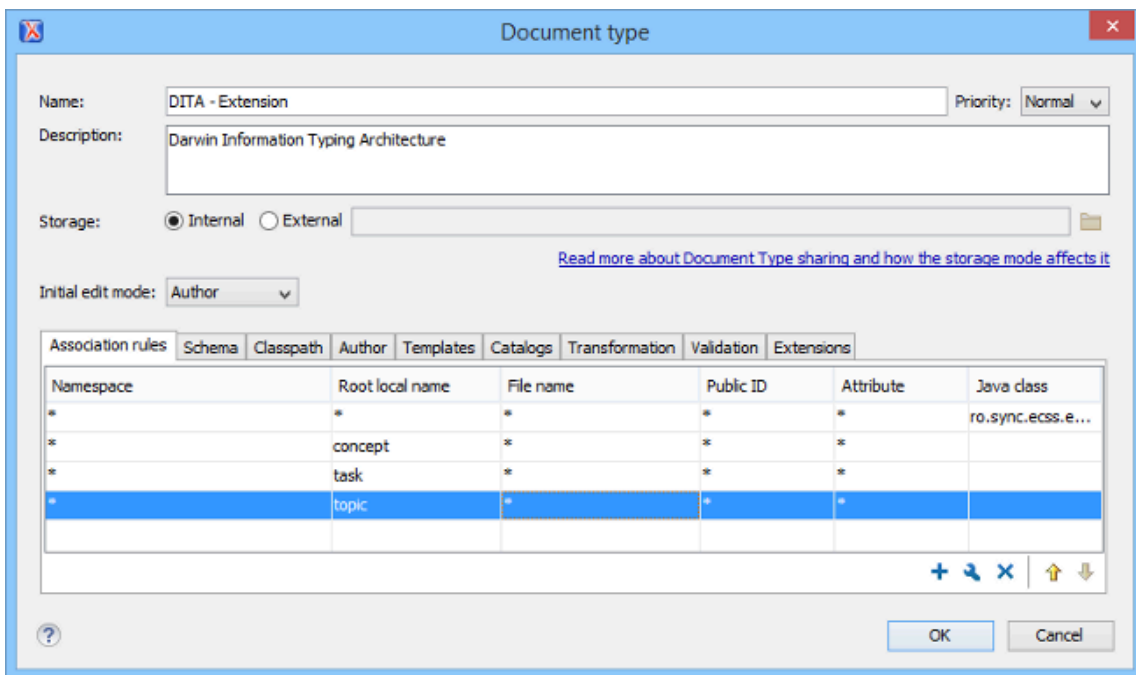 Document type
Name: DITA - Extension Priority: Normal
Description: Darwin Information Typing Architecture
Storage: Internal External
Read more about Document Type sharing and how the storage mode affects it
Initial edit mode: Author
Association rules Schema Classpath Author Templates Catalogs Transformation Validation Extensions
Namespace Root local name File name Public ID Attribute Java class
* * * * * ro.sync.ecss.e...
* concept * * *
* task * * *
* topic * * *
OK Cancel